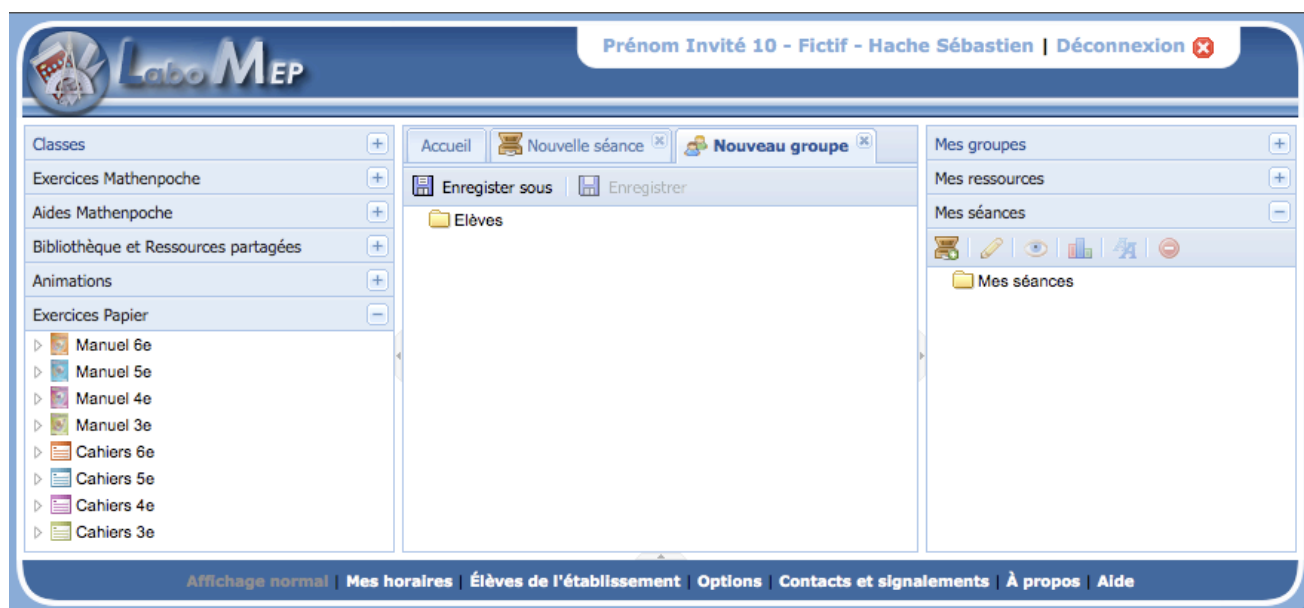 Labo MEP
Prénom Invité 10 - Fictif - Hache Sébastien | Déconnexion
Classes
Exercices Mathenpoche
Aides Mathenpoche
Bibliothèque et Ressources partagées
Animations
Exercices Papier
Manuel 6e
Manuel 5e
Manuel 4e
Manuel 3e
Cahiers 6e
Cahiers 5e
Cahiers 4e
Cahiers 3e
Accueil
Nouvelle séance
Nouveau groupe
Enregister sous
Enregistrer
Elèves
Mes groupes
Mes ressources
Mes séances
Mes séances
Affichage normal | Mes horaires | Élèves de l'établissement | Options | Contacts et signalements | À propos | Aide